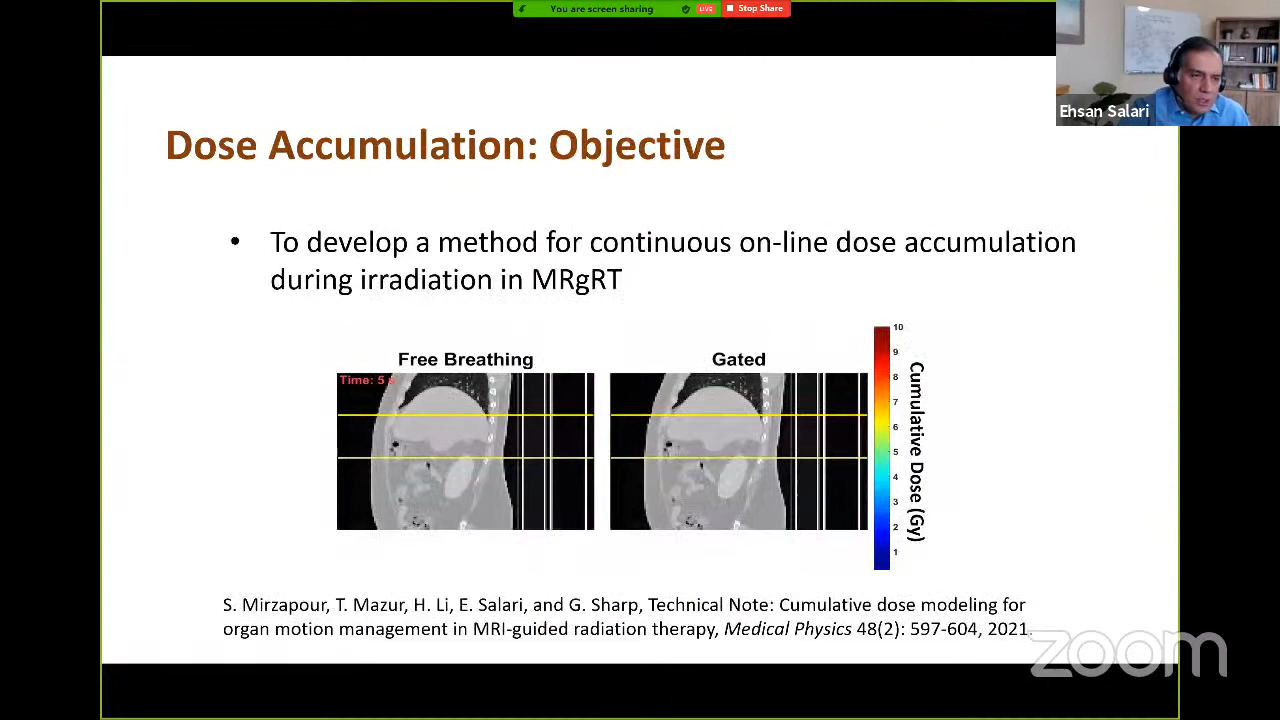 You are screen sharing LIVE Stop Share
Ehsan Salari
Dose Accumulation: Objective
• To develop a method for continuous on-line dose accumulation
during irradiation in MRgRT
Free Breathing
Gated
Time: 5
10
9
8
7
6
5
4
3
2
1
Cumulative Dose (Gy)
S. Mirzapour, T. Mazur, H. Li, E. Salari, and G. Sharp, Technical Note: Cumulative dose modeling for
organ motion management in MRI-guided radiation therapy, Medical Physics 48(2): 597-604, 2021.
zoom